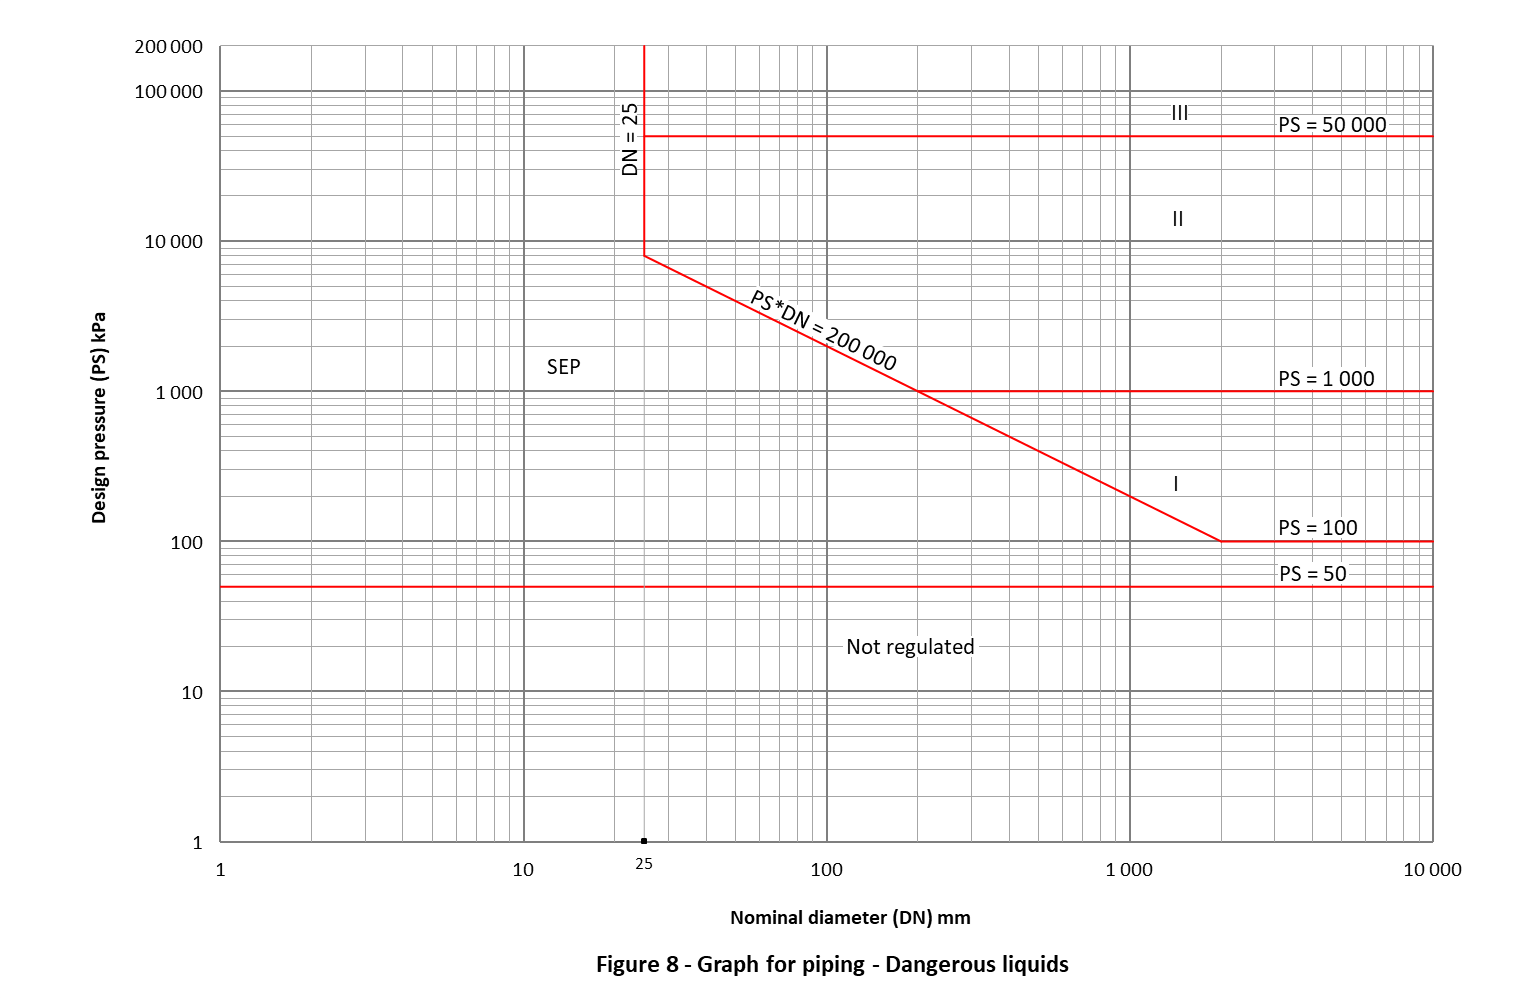 200 000
100 000
10 000
1 000
100
10
1
Design pressure (PS) kPa
DN = 25
III
PS = 50 000
II
PS*DN = 200 000
SEP
PS = 1 000
I
PS = 100
PS = 50
Not regulated
1
10
25
100
1 000
10 000
Nominal diameter (DN) mm
Figure 8 - Graph for piping - Dangerous liquids